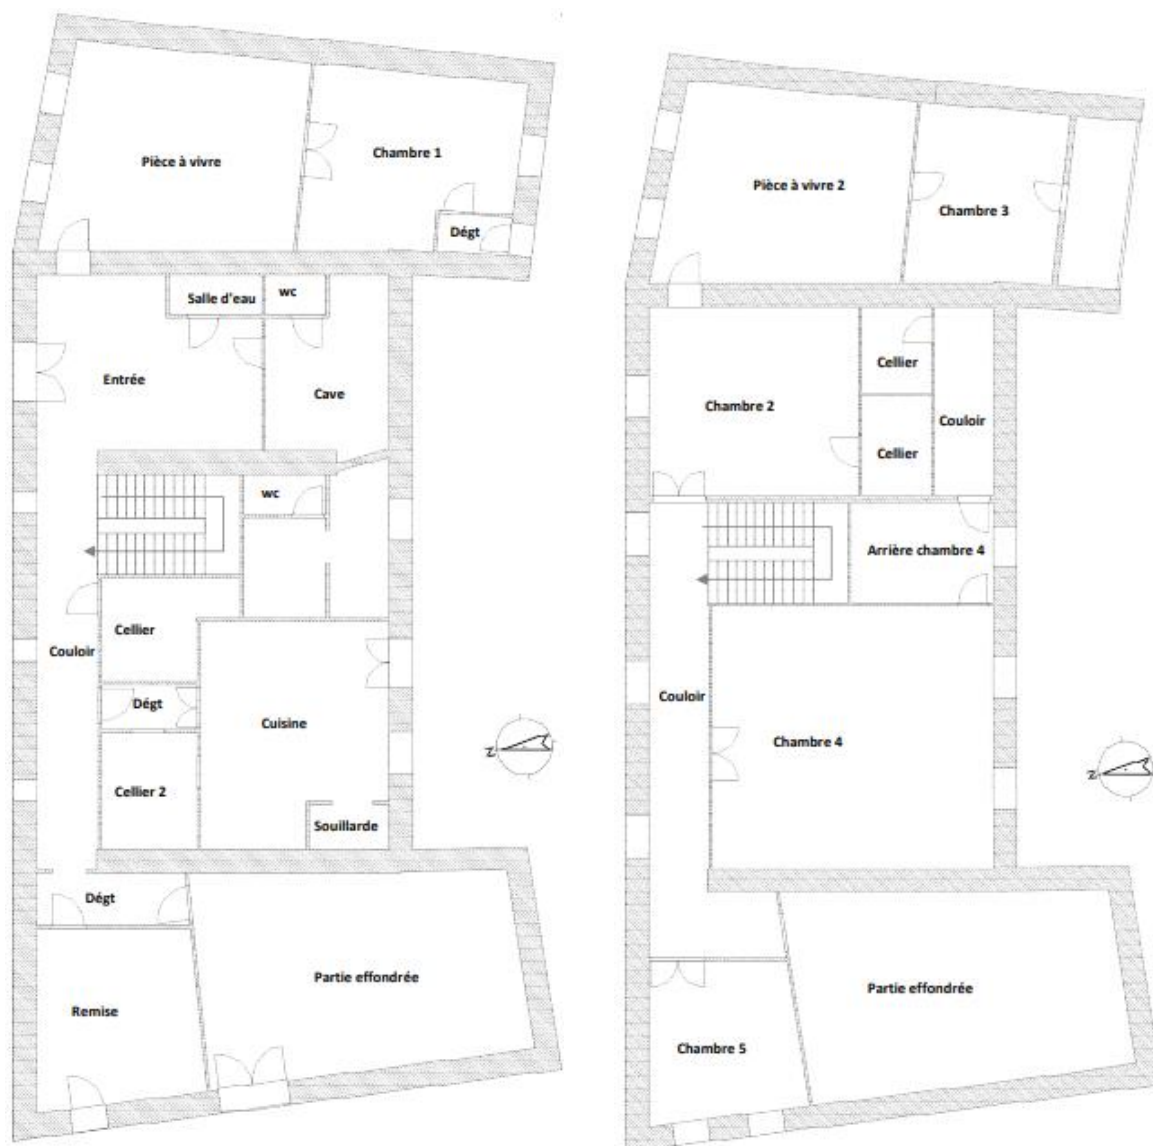 Pièce à vivre
Chambre 1
Dégt
Salle d'eau
wc
Entrée
Cave
wc
Cellier
Couloir
Dégt
Cuisine
Cellier 2
Souillarde
Dégt
Partie effondrée
Remise
N
Pièce à vivre 2
Chambre 3
Cellier
Chambre 2
Couloir
Cellier
Arrière chambre 4
Couloir
Chambre 4
Partie effondrée
Chambre 5
N